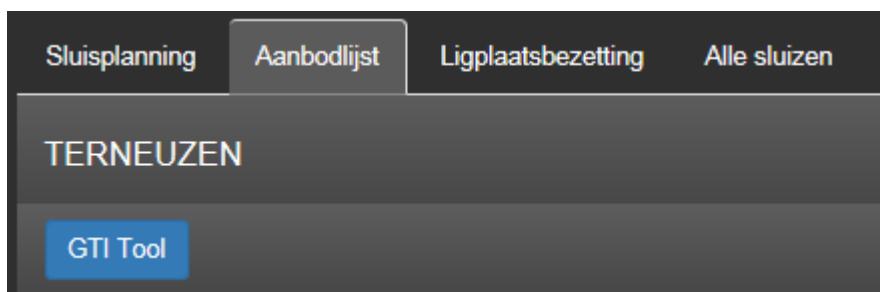 Sluisplanning Aanbodlijst Ligplaatsbezetting Alle sluizen
TERNEUZEN
GTI Tool